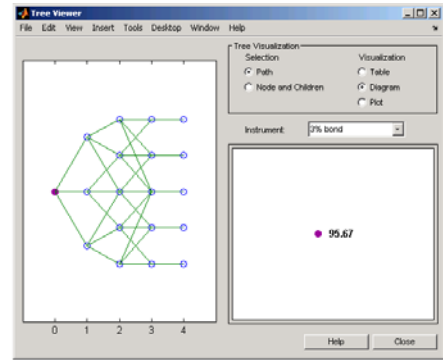 Tree Viewer
File Edit View Insert Tools Desktop Window Help
Tree Visualization
Selection Visualization
Path Table
Node and Children Diagram
Plot
Instrument: 3% bond
95.67
0 1 2 3 4
Help Close